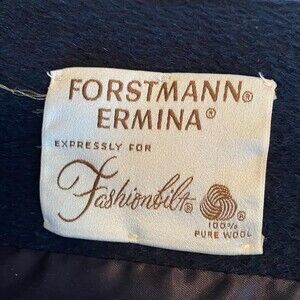 FORSTMANN®
ERMINA®
EXPRESSLY FOR
Fashionbilt®
®
100%
PURE WOOL